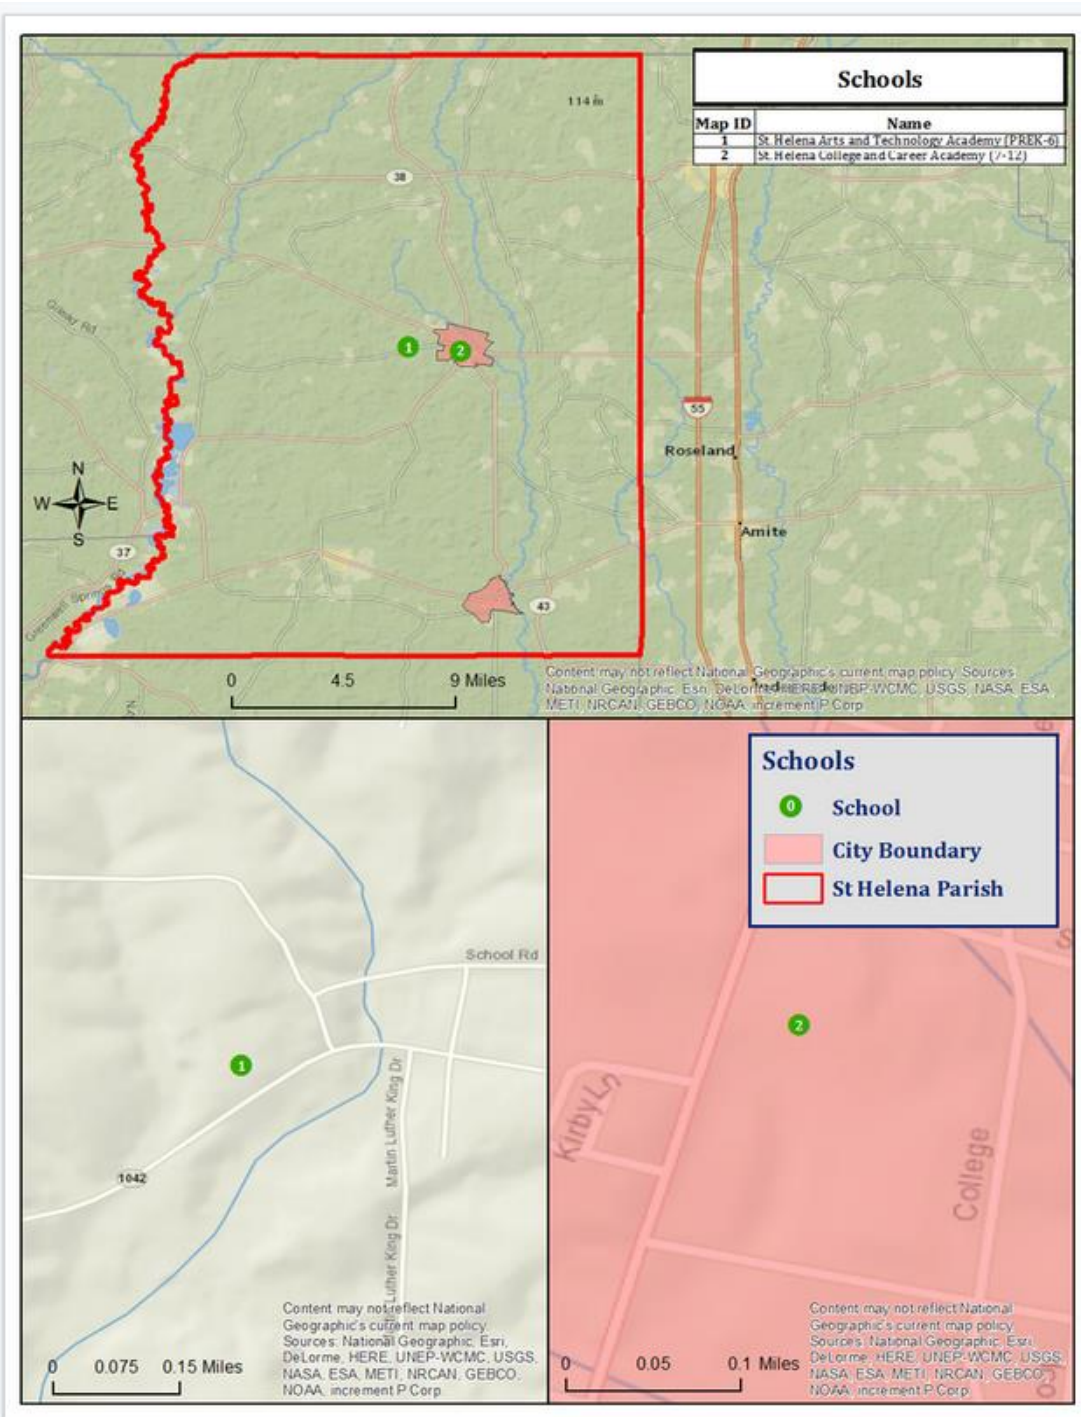 Schools
Map ID Name
1 St. Helena Arts and Technology Academy (PREK-6)
2 St. Helena College and Career Academy (7-12)
114 m
38
Gilead Rd
1
2
55
Roseland
N
W E
S
Amite
37
Greenwell Springs Rd
43
0 4.5 9 Miles
Content may not reflect National Geographic's current map policy. Sources:
National Geographic, Esri, DeLorme, HERE, UNEP-WCMC, USGS, NASA, ESA,
METI, NRCAN, GEBCO, NOAA, increment P Corp.
School Rd
1
Martin Luther King Dr
1042
Luther King Dr
Content may not reflect National
Geographic's current map policy.
Sources: National Geographic, Esri,
DeLorme, HERE, UNEP-WCMC, USGS,
NASA, ESA, METI, NRCAN, GEBCO,
NOAA, increment P Corp.
0 0.075 0.15 Miles
Schools
0 School
City Boundary
St Helena Parish
2
Kirby Ln
College
Content may not reflect National
Geographic's current map policy.
Sources: National Geographic, Esri,
DeLorme, HERE, UNEP-WCMC, USGS,
NASA, ESA, METI, NRCAN, GEBCO,
NOAA, increment P Corp.
0 0.05 0.1 Miles